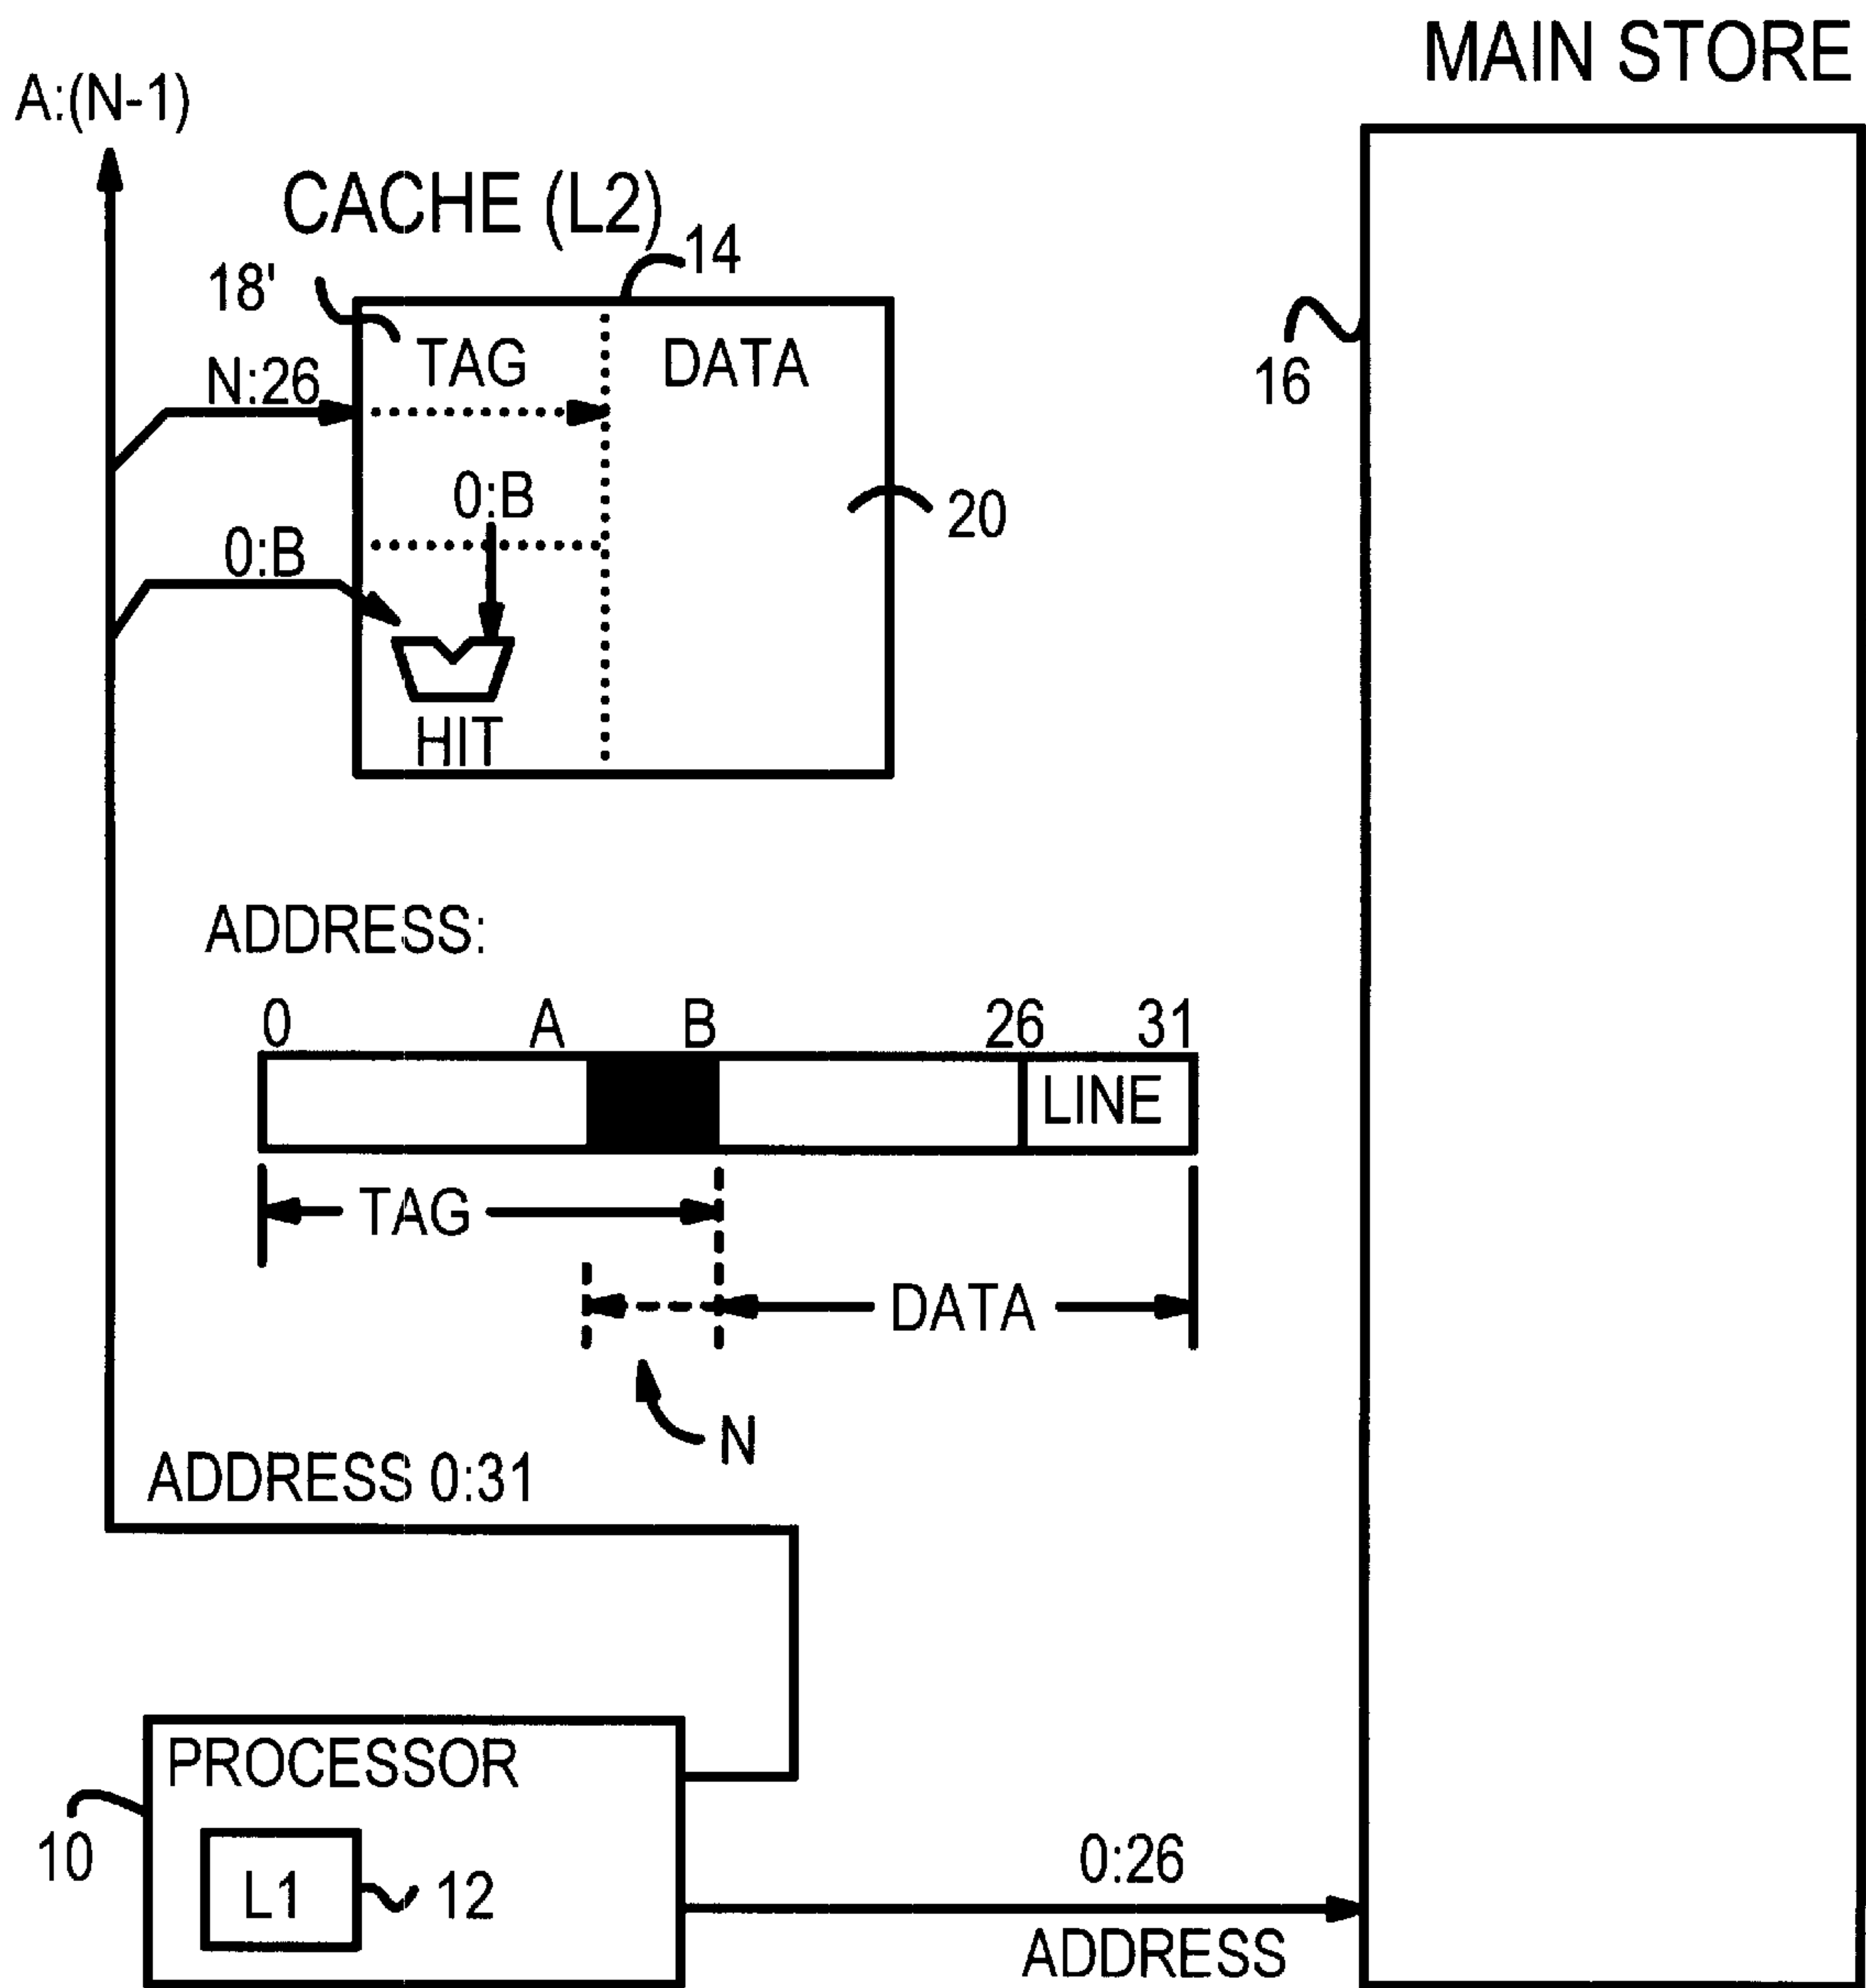 MAIN STORE
A:(N-1)
CACHE (L2)
14
18'
TAG
DATA
N:26
16
0:B
20
0:B
HIT
ADDRESS:
0 A B 26 31
LINE
TAG
DATA
N
ADDRESS 0:31
PROCESSOR
10
L1
12
0:26
ADDRESS